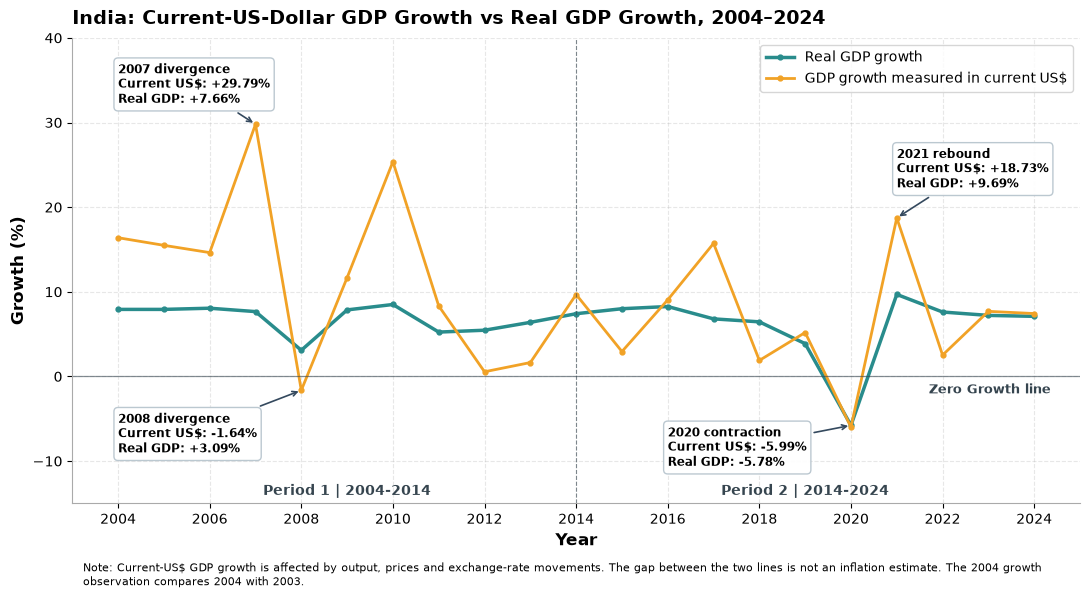 India: Current-US-Dollar GDP Growth vs Real GDP Growth, 2004–2024
Growth (%)
40
30
20
10
0
−10
Real GDP growth
GDP growth measured in current US$
2007 divergence
Current US$: +29.79%
Real GDP: +7.66%
2021 rebound
Current US$: +18.73%
Real GDP: +9.69%
Zero Growth line
2008 divergence
Current US$: -1.64%
Real GDP: +3.09%
2020 contraction
Current US$: -5.99%
Real GDP: -5.78%
Period 1 | 2004-2014
Period 2 | 2014-2024
2004 2006 2007 2008 2010 2012 2014 2016 2018 2020 2022 2024
Year
Note: Current-US$ GDP growth is affected by output, prices and exchange-rate movements. The gap between the two lines is not an inflation estimate. The 2004 growth
observation compares 2004 with 2003.